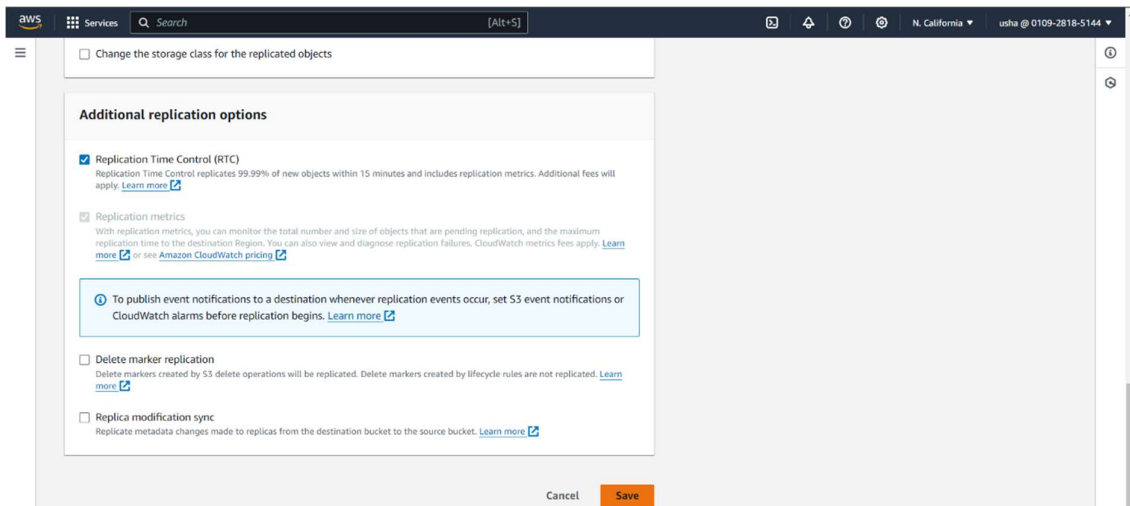 aws Services Search [Alt+S] N. California ▼ usha @ 0109-2818-5144 ▼
Change the storage class for the replicated objects
Additional replication options
Replication Time Control (RTC)
Replication Time Control replicates 99.99% of new objects within 15 minutes and includes replication metrics. Additional fees will
apply. Learn more
Replication metrics
With replication metrics, you can monitor the total number and size of objects that are pending replication, and the maximum
replication time to the destination Region. You can also view and diagnose replication failures. CloudWatch metrics fees apply. Learn
more or see Amazon CloudWatch pricing
To publish event notifications to a destination whenever replication events occur, set S3 event notifications or
CloudWatch alarms before replication begins. Learn more
Delete marker replication
Delete markers created by S3 delete operations will be replicated. Delete markers created by lifecycle rules are not replicated. Learn
more
Replica modification sync
Replicate metadata changes made to replicas from the destination bucket to the source bucket. Learn more
Cancel Save